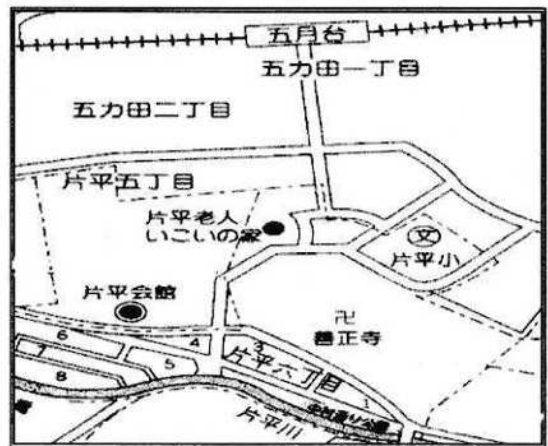 五月台
五力田一丁目
五力田二丁目
片平五丁目
片平老人
いこいの家
文
片平小
片平会館
卍
善正寺
6
4
3
7
5
片平六丁目
8
1
片平川